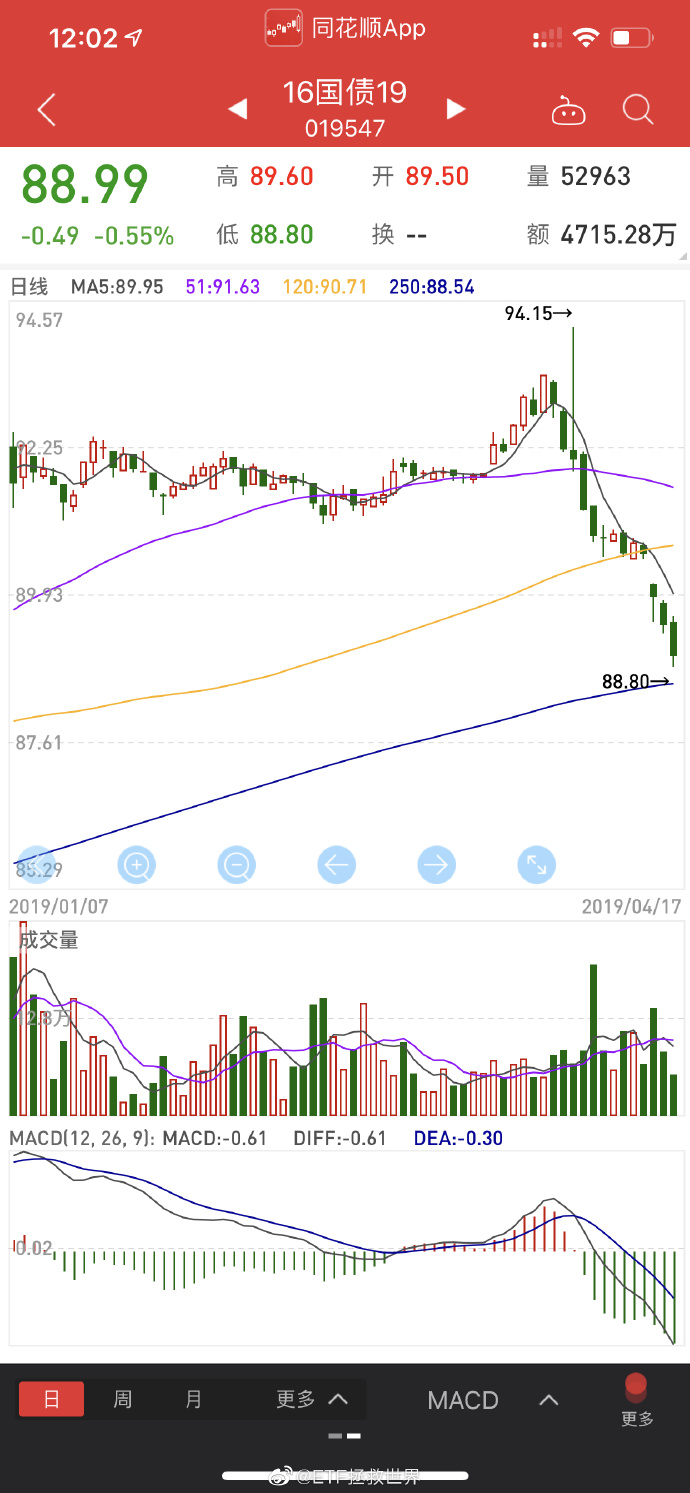 12:02
同花顺App
16国债19
019547
88.99
高 89.60 开 89.50 量 52963
-0.49 -0.55% 低 88.80 换 -- 额 4715.28万
日线 MA5:89.95 51:91.63 120:90.71 250:88.54
94.57
94.15→
92.25
89.93
88.80→
87.61
85.29
2019/01/07 2019/04/17
成交量
12.8万
MACD(12, 26, 9): MACD:-0.61 DIFF:-0.61 DEA:-0.30
0.02
日 周 月 更多 MACD 更多
@ETF拯救世界